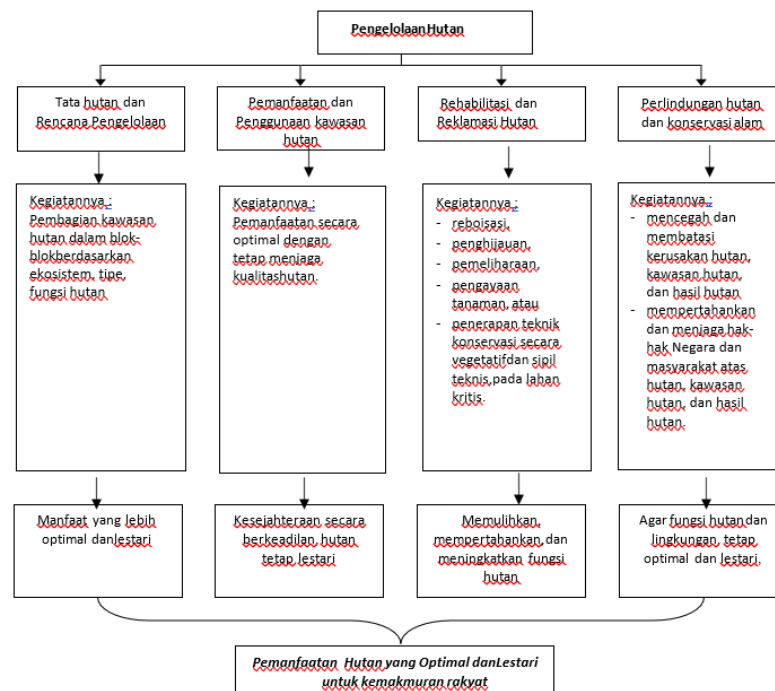 PengelolaanHutan
Tata hutan dan
Rencana Pengelolaan
Pemanfaatan dan
Penggunaan kawasan
hutan
Rehabilitasi dan
Reklamasi Hutan
Perlindungan hutan
dan konservasi alam
Kegiatannya :
Pembagian kawasan
hutan dalam blok-
blokberdasarkan
ekosistem, tipe,
fungsi hutan
Kegiatannya :
Pemanfaatan secara
optimal dengan
tetap menjaga
kualitashutan.
Kegiatannya :
- reboisasi,
- penghijauan,
- pemeliharaan,
- pengayaan
tanaman, atau
- penerapan teknik
konservasi secara
vegetatifdan sipil
teknis,pada lahan
kritis.
Kegiatannya :
- mencegah dan
membatasi
kerusakan hutan,
kawasan hutan,
dan hasil hutan
- mempertahankan
dan menjaga hak-
hak Negara dan
masyarakat atas
hutan, kawasan
hutan, dan hasil
hutan.
Manfaat yang lebih
optimal danlestari
Kesejahteraan secara
berkeadilan, hutan
tetap lestari
Memulihkan,
mempertahankan, dan
meningkatkan fungsi
hutan
Agar fungsi hutandan
lingkungan, tetap
optimal dan lestari,
Pemanfaatan Hutan yang Optimal danLestari
untuk kemakmuran rakyat